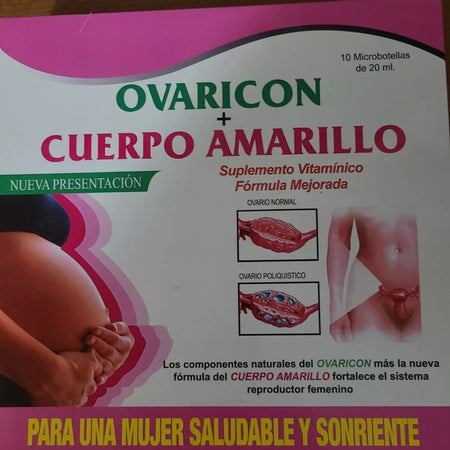 10 Microbotellas
de 20 ml.
OVARICON
+
CUERPO AMARILLO
NUEVA PRESENTACIÓN
Suplemento Vitamínico
Fórmula Mejorada
OVARIO NORMAL
OVARIO POLIQUISTICO
Los componentes naturales del OVARICON más la nueva
fórmula del CUERPO AMARILLO fortalece el sistema
reproductor femenino
PARA UNA MUJER SALUDABLE Y SONRIENTE